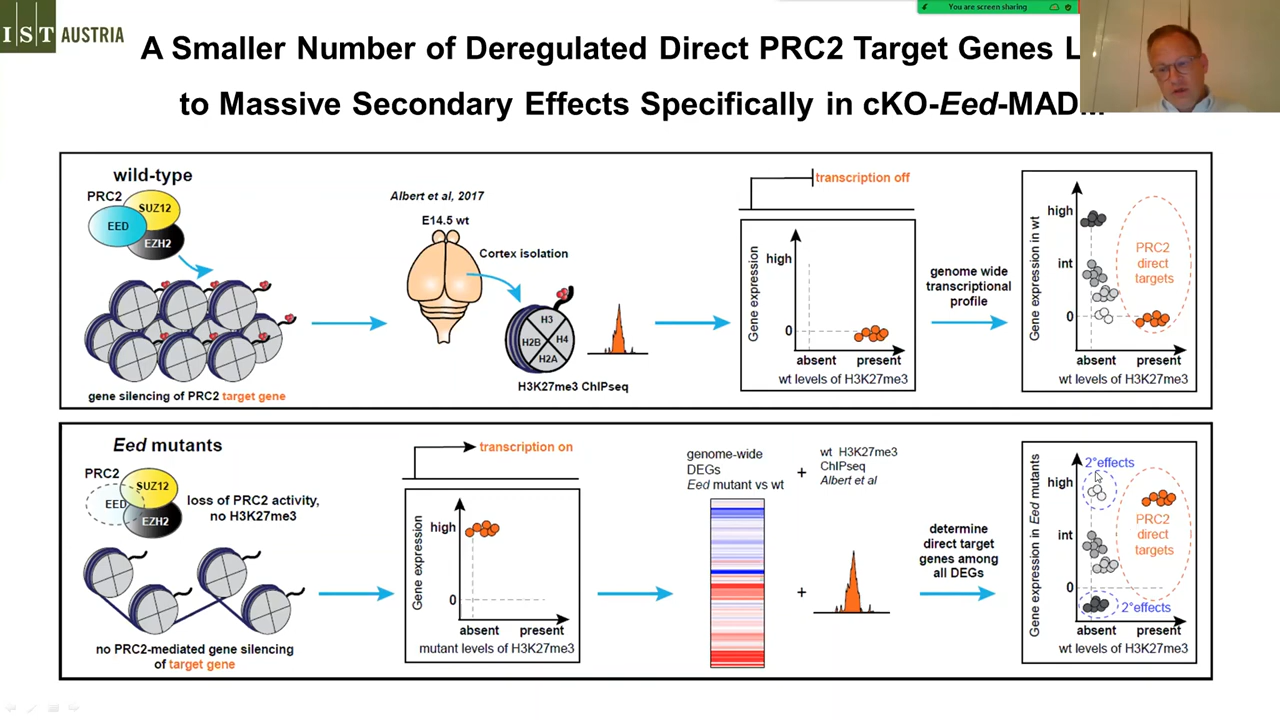 IST AUSTRIA
You are screen sharing
A Smaller Number of Deregulated Direct PRC2 Target Genes L
to Massive Secondary Effects Specifically in cKO-Eed-MAD
wild-type
PRC2
SUZ12
EED
EZH2
gene silencing of PRC2 target gene
Albert et al, 2017
E14.5 wt
Cortex isolation
H3
H2B
H4
H2A
H3K27me3 ChIPseq
transcription off
Gene expression
high
0
absent present
wt levels of H3K27me3
genome wide
transcriptional
profile
Gene expression in wt
high
int
0
PRC2
direct
targets
absent present
wt levels of H3K27me3
Eed mutants
PRC2
SUZ12
EED
EZH2
loss of PRC2 activity,
no H3K27me3
no PRC2-mediated gene silencing
of target gene
transcription on
Gene expression
high
0
absent present
mutant levels of H3K27me3
genome-wide
DEGs
Eed mutant vs wt
+
wt H3K27me3
ChIPseq
Albert et al
+
determine
direct target
genes among
all DEGs
Gene expression in Eed mutants
2°effects
high
int
0
PRC2
direct
targets
2°effects
absent present
wt levels of H3K27me3